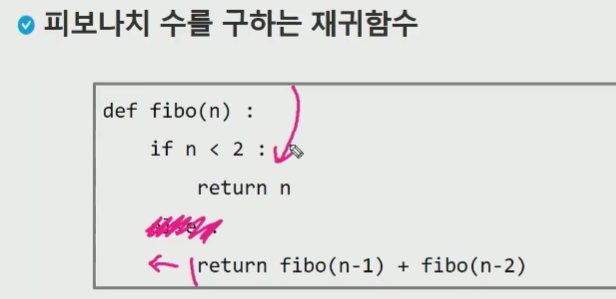 피보나치 수를 구하는 재귀함수
def fibo(n) :
if n < 2 :
return n
return fibo(n-1) + fibo(n-2)